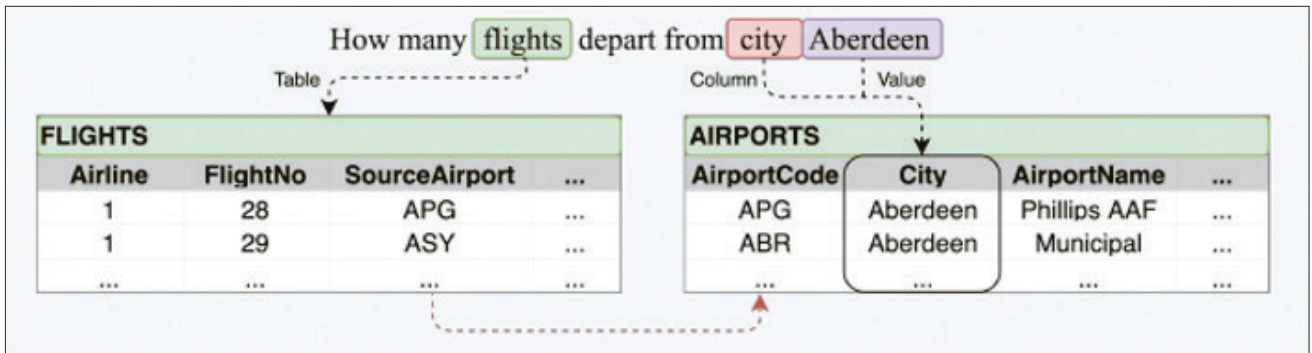 How many flights depart from city Aberdeen
Table Column Value
FLIGHTS AIRPORTS
Airline FlightNo SourceAirport ... AirportCode City AirportName ...
1 28 APG ... APG Aberdeen Phillips AAF ...
1 29 ASY ... ABR Aberdeen Municipal ...
... ... ... ... ... ... ... ...